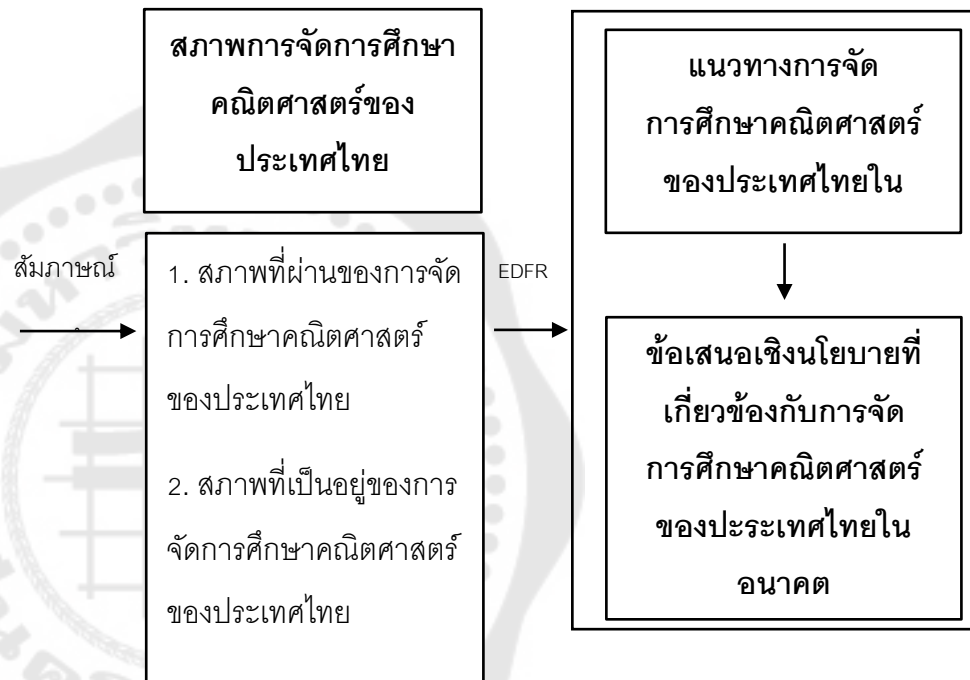 สภาพการจัดการศึกษา
คณิตศาสตร์ของ
ประเทศไทย
สัมภาษณ์
1. สภาพที่ผ่านของการจัด
การศึกษาคณิตศาสตร์
ของประเทศไทย
2. สภาพที่เป็นอยู่ของการ
จัดการศึกษาคณิตศาสตร์
ของประเทศไทย
EDFR
แนวทางการจัด
การศึกษาคณิตศาสตร์
ของประเทศไทยใน
ข้อเสนอเชิงนโยบายที่
เกี่ยวข้องกับการจัด
การศึกษาคณิตศาสตร์
ของปะระเทศไทยใน
อนาคต